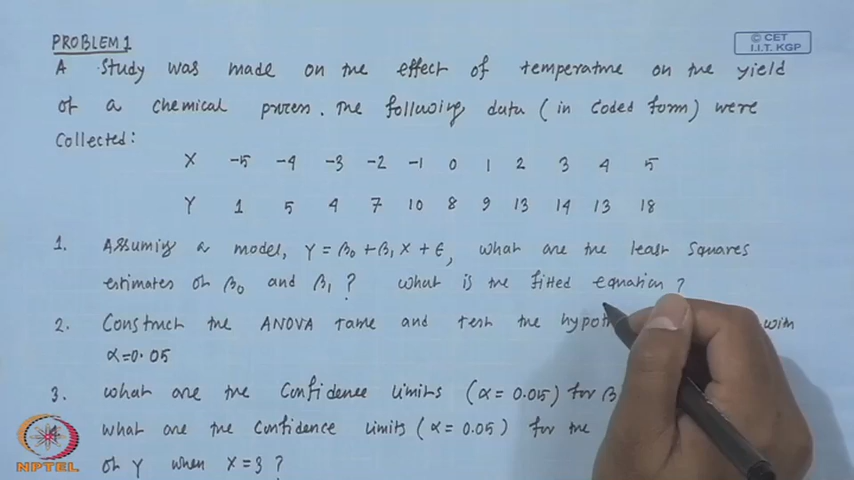 PROBLEM 1
© CET
I.I.T. KGP
A study was made on the effect of temperature on the yield
of a chemical process. The following data (in coded form) were
collected:
X -5 -4 -3 -2 -1 0 1 2 3 4 5
Y 1 5 4 7 10 8 9 13 14 13 18
1. Assuming a model, Y = β0 + β1 X + ε, what are the least squares
estimates of β0 and β1 ? what is the fitted equation ?
2. Construct the ANOVA table and test the with
α=0.05
3. what are the confidence limits (α = 0.05) for β
4. what are the confidence limits (α = 0.05) for the
of Y when X = 3 ?
NPTEL